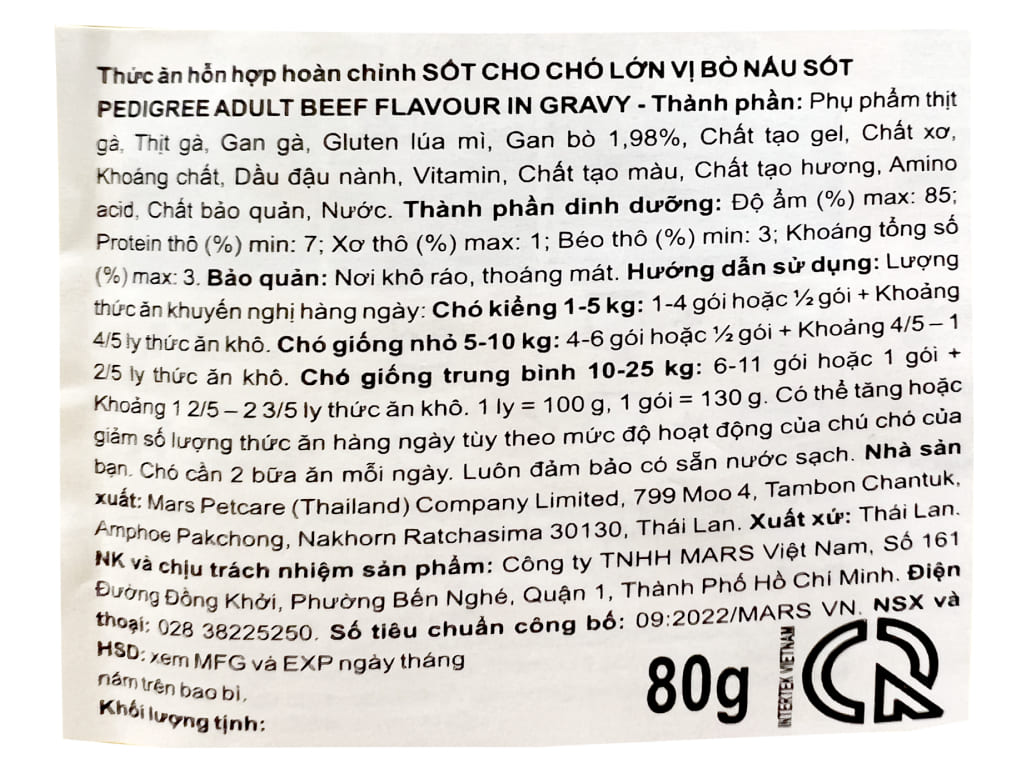 Thức ăn hỗn hợp hoàn chỉnh SỐT CHO CHÓ LỚN VỊ BÒ NẤU SỐT
PEDIGREE ADULT BEEF FLAVOUR IN GRAVY - Thành phần: Phụ phẩm thịt
gà, Thịt gà, Gan gà, Gluten lúa mì, Gan bò 1,98%, Chất tạo gel, Chất xơ,
Khoáng chất, Dầu đậu nành, Vitamin, Chất tạo màu, Chất tạo hương, Amino
acid, Chất bảo quản, Nước. Thành phần dinh dưỡng: Độ ẩm (%) max: 85;
Protein thô (%) min: 7; Xơ thô (%) max: 1; Béo thô (%) min: 3; Khoáng tổng số
(%) max: 3. Bảo quản: Nơi khô ráo, thoáng mát. Hướng dẫn sử dụng: Lượng
thức ăn khuyến nghị hàng ngày: Chó kiểng 1-5 kg: 1-4 gói hoặc ½ gói + Khoảng
4/5 ly thức ăn khô. Chó giống nhỏ 5-10 kg: 4-6 gói hoặc ½ gói + Khoảng 4/5 – 1
2/5 ly thức ăn khô. Chó giống trung bình 10-25 kg: 6-11 gói hoặc 1 gói +
Khoảng 1 2/5 – 2 3/5 ly thức ăn khô. 1 ly = 100 g, 1 gói = 130 g. Có thể tăng hoặc
giảm số lượng thức ăn hàng ngày tùy theo mức độ hoạt động của chú chó của
bạn. Chó cần 2 bữa ăn mỗi ngày. Luôn đảm bảo có sẵn nước sạch. Nhà sản
xuất: Mars Petcare (Thailand) Company Limited, 799 Moo 4, Tambon Chantuk,
Amphoe Pakchong, Nakhorn Ratchasima 30130, Thái Lan. Xuất xứ: Thái Lan.
NK và chịu trách nhiệm sản phẩm: Công ty TNHH MARS Việt Nam, Số 161
Đường Đồng Khởi, Phường Bến Nghé, Quận 1, Thành Phố Hồ Chí Minh. Điện
thoại: 028 38225250. Số tiêu chuẩn công bố: 09:2022/MARS VN. NSX và
HSD: xem MFG và EXP ngày tháng
năm trên bao bì.
Khối lượng tịnh:
80g
INTERTEK VIETNAM
CR